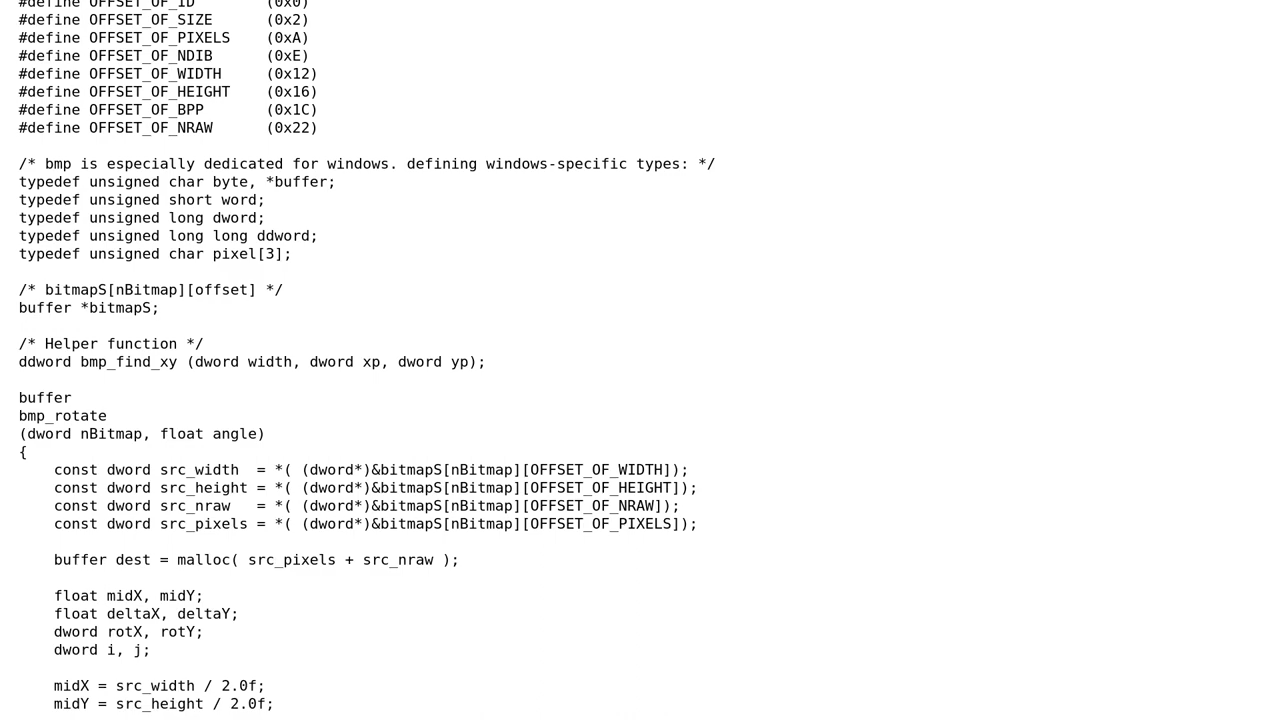 #define OFFSET_OF_ID        (0x0)
#define OFFSET_OF_SIZE      (0x2)
#define OFFSET_OF_PIXELS    (0xA)
#define OFFSET_OF_NDIB      (0xE)
#define OFFSET_OF_WIDTH     (0x12)
#define OFFSET_OF_HEIGHT    (0x16)
#define OFFSET_OF_BPP       (0x1C)
#define OFFSET_OF_NRAW      (0x22)

/* bmp is especially dedicated for windows. defining windows-specific types: */
typedef unsigned char byte, *buffer;
typedef unsigned short word;
typedef unsigned long dword;
typedef unsigned long long ddword;
typedef unsigned char pixel[3];

/* bitmapS[nBitmap][offset] */
buffer *bitmapS;

/* Helper function */
ddword bmp_find_xy (dword width, dword xp, dword yp);

buffer
bmp_rotate
(dword nBitmap, float angle)
{
    const dword src_width  = *( (dword*)&bitmapS[nBitmap][OFFSET_OF_WIDTH]);
    const dword src_height = *( (dword*)&bitmapS[nBitmap][OFFSET_OF_HEIGHT]);
    const dword src_nraw   = *( (dword*)&bitmapS[nBitmap][OFFSET_OF_NRAW]);
    const dword src_pixels = *( (dword*)&bitmapS[nBitmap][OFFSET_OF_PIXELS]);

    buffer dest = malloc( src_pixels + src_nraw );

    float midX, midY;
    float deltaX, deltaY;
    dword rotX, rotY;
    dword i, j;

    midX = src_width / 2.0f;
    midY = src_height / 2.0f;